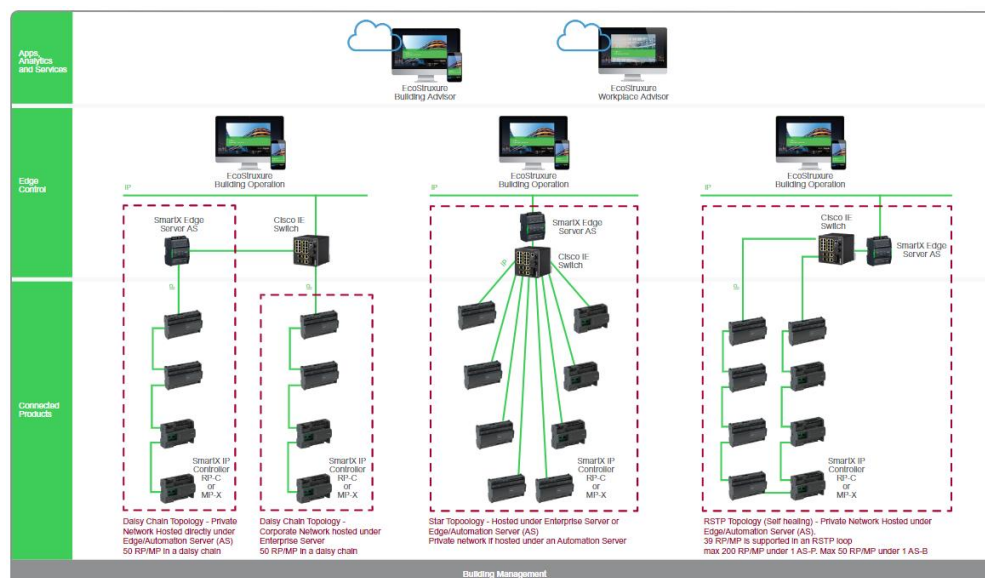 Apps,
Analytics
and Services
EcoStruxure
Building Advisor
EcoStruxure
Workplace Advisor
Edge
Control
EcoStruxure
Building Operation
EcoStruxure
Building Operation
EcoStruxure
Building Operation
IP
IP
IP
SmartX Edge
Server AS
Cisco IE
Switch
SmartX Edge
Server AS
Cisco IE
Switch
Cisco IE
Switch
SmartX Edge
Server AS
IP
IP
IP
IP
Connected
Products
SmartX IP
Controller
RP-C
or
MP-X
SmartX IP
Controller
RP-C
or
MP-X
SmartX IP
Controller
RP-C
or
MP-X
SmartX IP
Controller
RP-C
or
MP-X
Daisy Chain Topology - Private
Network Hosted directly under
Edge/Automation Server (AS)
50 RP/MP in a daisy chain
Daisy Chain Topology -
Corporate Network hosted under
Enterprise Server
50 RP/MP in a daisy chain
Star Topoology - Hosted under Enterprise Server or
Edge/Automation Server (AS)
Private network if hosted under an Automation Server
RSTP Topology (Self healing) - Private Network Hosted under
Edge/Automation Server (AS).
39 RP/MP is supported in an RSTP loop
max 200 RP/MP under 1 AS-P. Max 50 RP/MP under 1 AS-B
Building Management